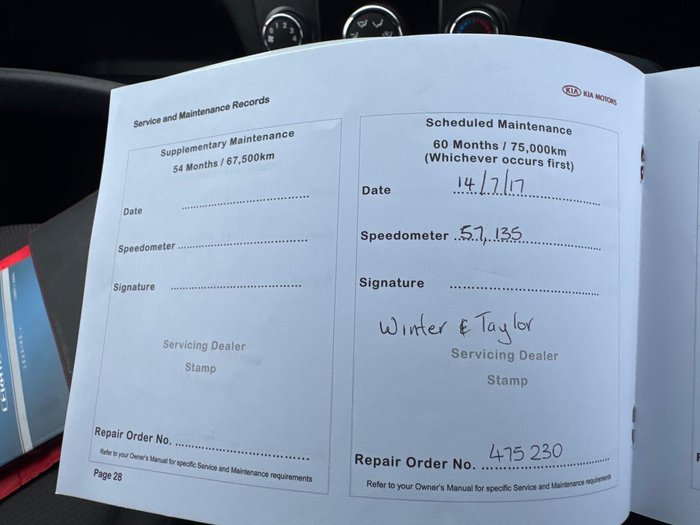 KIA KIA MOTORS
Service and Maintenance Records
Supplementary Maintenance
54 Months / 67,500km
Date
Speedometer
Signature
Servicing Dealer
Stamp
Repair Order No.
Refer to your Owner's Manual for specific Service and Maintenance requirements
Page 28
Scheduled Maintenance
60 Months / 75,000km
(Whichever occurs first)
Date 14/7/17
Speedometer 57,135
Signature
Winter & Taylor
Servicing Dealer
Stamp
Repair Order No. 475 230
Refer to your Owner's Manual for specific Service and Maintenance requirements